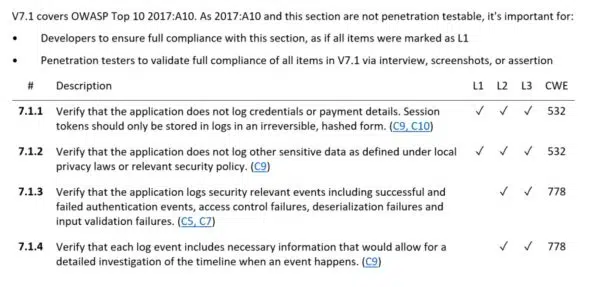 V7.1 covers OWASP Top 10 2017:A10. As 2017:A10 and this section are not penetration testable, it's important for:
• Developers to ensure full compliance with this section, as if all items were marked as L1
• Penetration testers to validate full compliance of all items in V7.1 via interview, screenshots, or assertion
# Description L1 L2 L3 CWE
7.1.1 Verify that the application does not log credentials or payment details. Session ✓ ✓ ✓ 532
tokens should only be stored in logs in an irreversible, hashed form. (C9, C10)
7.1.2 Verify that the application does not log other sensitive data as defined under local ✓ ✓ ✓ 532
privacy laws or relevant security policy. (C9)
7.1.3 Verify that the application logs security relevant events including successful and ✓ ✓ 778
failed authentication events, access control failures, deserialization failures and
input validation failures. (C5, C7)
7.1.4 Verify that each log event includes necessary information that would allow for a ✓ ✓ 778
detailed investigation of the timeline when an event happens. (C9)